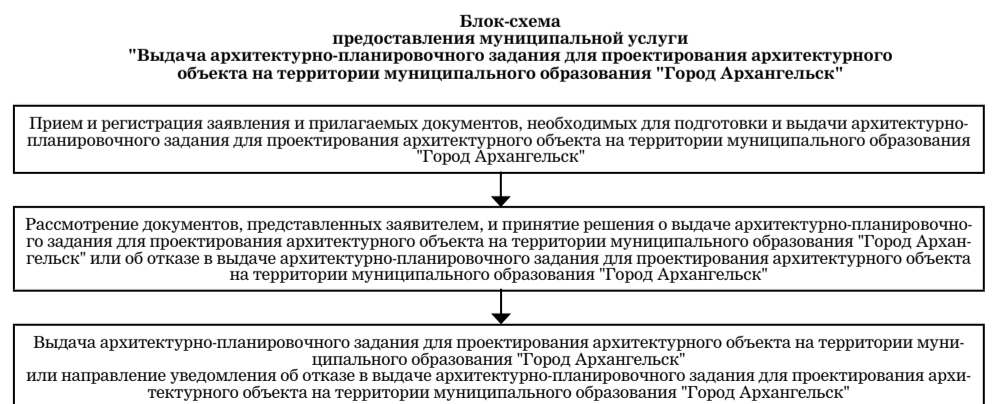 Блок-схема
предоставления муниципальной услуги
"Выдача архитектурно-планировочного задания для проектирования архитектурного
объекта на территории муниципального образования "Город Архангельск"
Прием и регистрация заявления и прилагаемых документов, необходимых для подготовки и выдачи архитектурно-
планировочного задания для проектирования архитектурного объекта на территории муниципального образования
"Город Архангельск"
Рассмотрение документов, представленных заявителем, и принятие решения о выдаче архитектурно-планировочно-
го задания для проектирования архитектурного объекта на территории муниципального образования "Город Архан-
гельск" или об отказе в выдаче архитектурно-планировочного задания для проектирования архитектурного объекта
на территории муниципального образования "Город Архангельск"
Выдача архитектурно-планировочного задания для проектирования архитектурного объекта на территории муни-
ципального образования "Город Архангельск"
или направление уведомления об отказе в выдаче архитектурно-планировочного задания для проектирования архи-
тектурного объекта на территории муниципального образования "Город Архангельск"